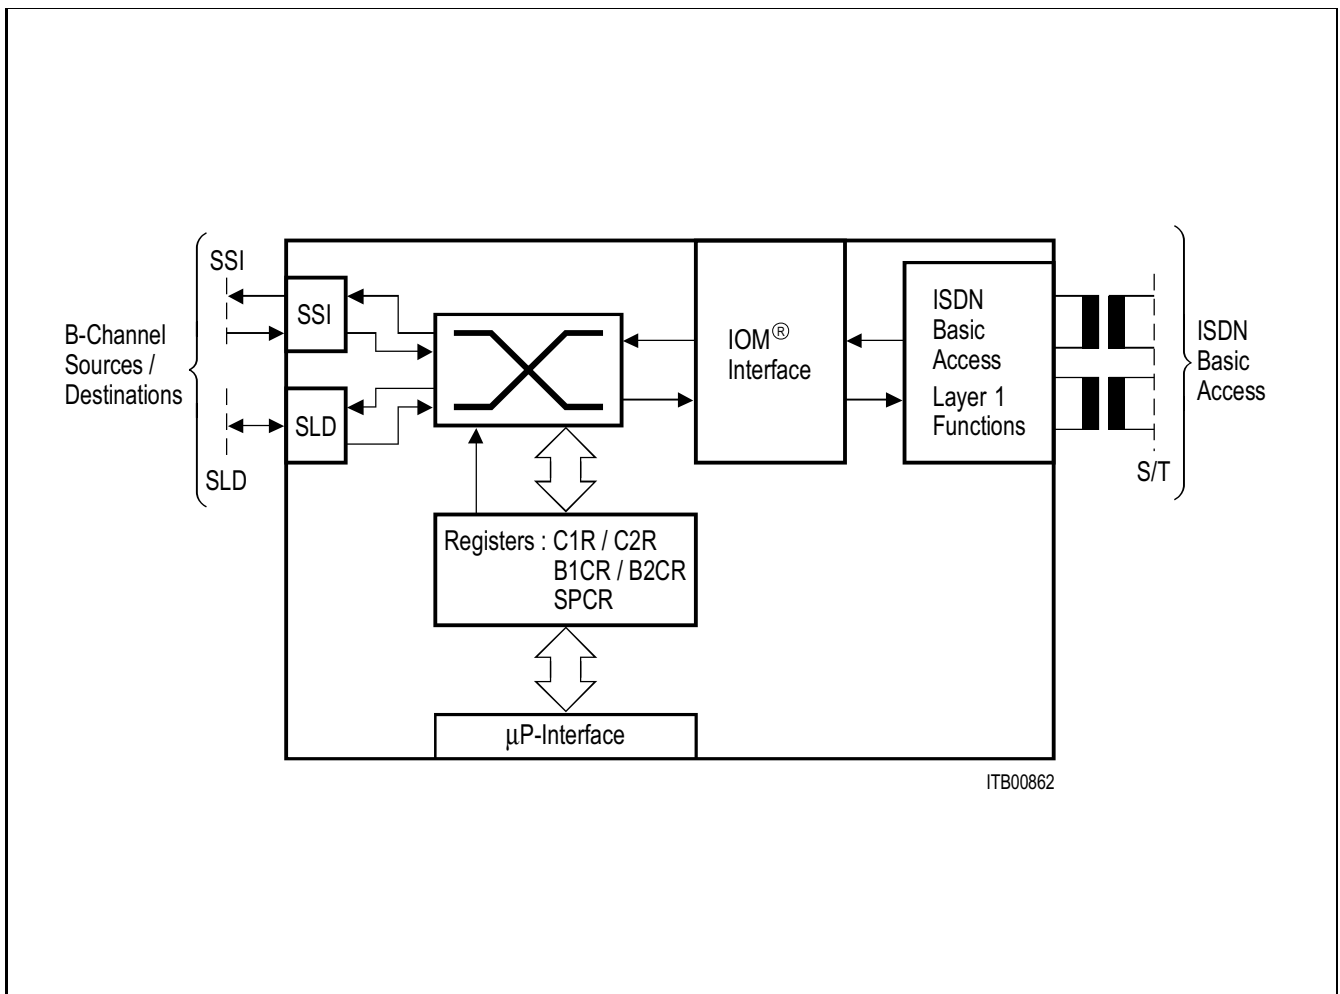 SSI
SSI
B-Channel
Sources /
Destinations
SLD
SLD
IOM®
Interface
ISDN
Basic
Access
Layer 1
Functions
ISDN
Basic
Access
S/T
Registers : C1R / C2R
B1CR / B2CR
SPCR
µP-Interface
ITB00862